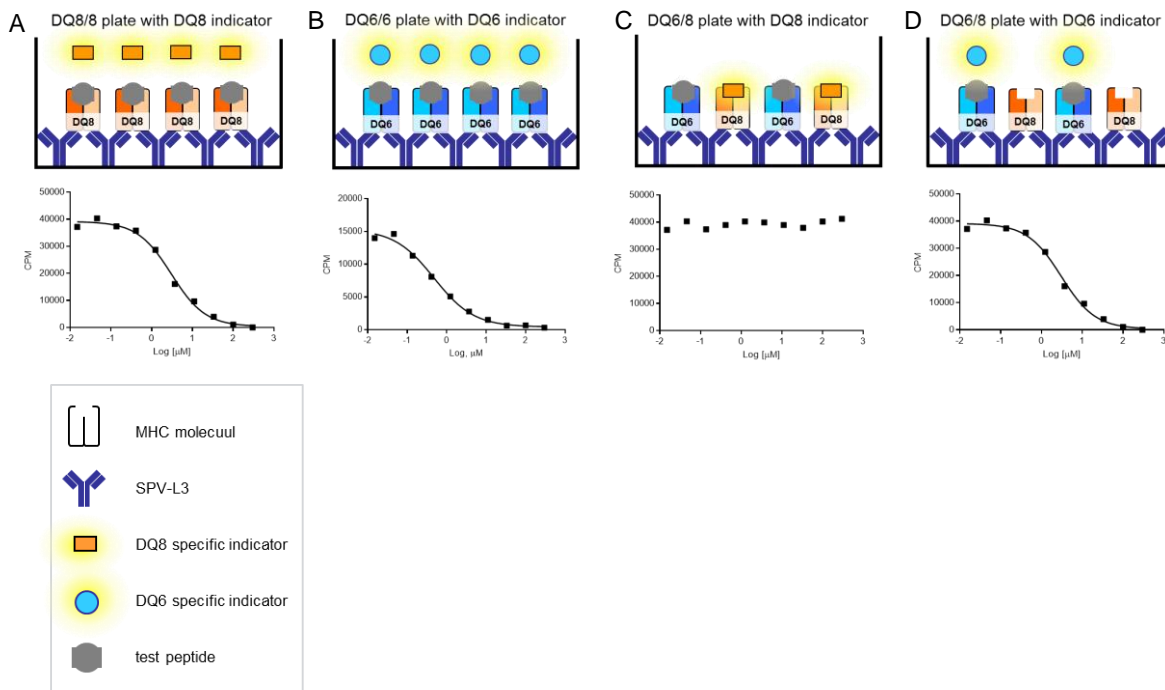 A
DQ8/8 plate with DQ8 indicator
DQ8 DQ8 DQ8 DQ8
50000
40000
30000
20000
10000
0
CPM
-2 -1 0 1 2 3
Log [µM]
B
DQ6/6 plate with DQ6 indicator
DQ6 DQ6 DQ6 DQ6
20000
15000
10000
5000
0
CPM
-2 -1 0 1 2 3
Log, µM
C
DQ6/8 plate with DQ8 indicator
DQ6 DQ8 DQ6 DQ8
50000
40000
30000
20000
10000
0
CPM
-2 -1 0 1 2 3
Log [µM]
D
DQ6/8 plate with DQ6 indicator
DQ6 DQ8 DQ6 DQ8
50000
40000
30000
20000
10000
0
CPM
-2 -1 0 1 2 3
Log [µM]
MHC molecuul
SPV-L3
DQ8 specific indicator
DQ6 specific indicator
test peptide